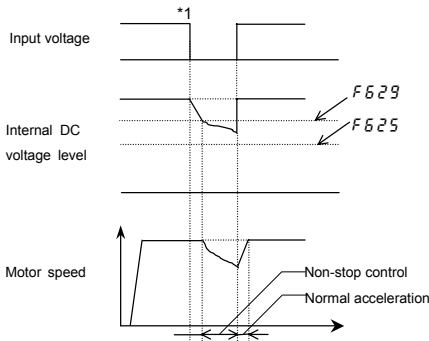 *1
Input voltage
F629
F625
Internal DC
voltage level
Motor speed
Non-stop control
Normal acceleration